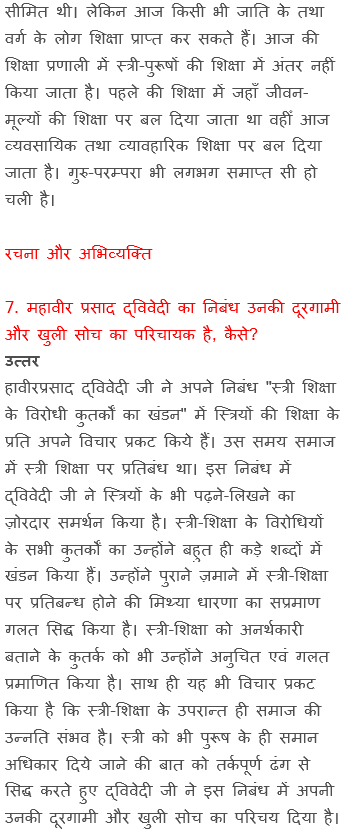 सीमित थी। लेकिन आज किसी भी जाति के तथा
वर्ग के लोग शिक्षा प्राप्त कर सकते हैं। आज की
शिक्षा प्रणाली में स्त्री-पुरूषों की शिक्षा में अंतर नहीं
किया जाता है। पहले की शिक्षा में जहाँ जीवन-
मूल्यों की शिक्षा पर बल दिया जाता था वहीँ आज
व्यवसायिक तथा व्यावहारिक शिक्षा पर बल दिया
जाता है। गुरु-परम्परा भी लगभग समाप्त सी हो
चली है।
रचना और अभिव्यक्ति
7. महावीर प्रसाद द्विवेदी का निबंध उनकी दूरगामी
और खुली सोच का परिचायक है, कैसे?
उत्तर
हावीरप्रसाद द्विवेदी जी ने अपने निबंध "स्त्री शिक्षा
के विरोधी कुतर्कों का खंडन" में स्त्रियों की शिक्षा के
प्रति अपने विचार प्रकट किये हैं। उस समय समाज
में स्त्री शिक्षा पर प्रतिबंध था। इस निबंध में
द्विवेदी जी ने स्त्रियों के भी पढ़ने-लिखने का
ज़ोरदार समर्थन किया है। स्त्री-शिक्षा के विरोधियों
के सभी कुतर्कों का उन्होंने बहुत ही कड़े शब्दों में
खंडन किया हैं। उन्होंने पुराने ज़माने में स्त्री-शिक्षा
पर प्रतिबन्ध होने की मिथ्या धारणा का सप्रमाण
गलत सिद्ध किया है। स्त्री-शिक्षा को अनर्थकारी
बताने के कुतर्क को भी उन्होंने अनुचित एवं गलत
प्रमाणित किया है। साथ ही यह भी विचार प्रकट
किया है कि स्त्री-शिक्षा के उपरान्त ही समाज की
उन्नति संभव है। स्त्री को भी पुरूष के ही समान
अधिकार दिये जाने की बात को तर्कपूर्ण ढंग से
सिद्ध करते हुए द्विवेदी जी ने इस निबंध में अपनी
उनकी दूरगामी और खुली सोच का परिचय दिया है।